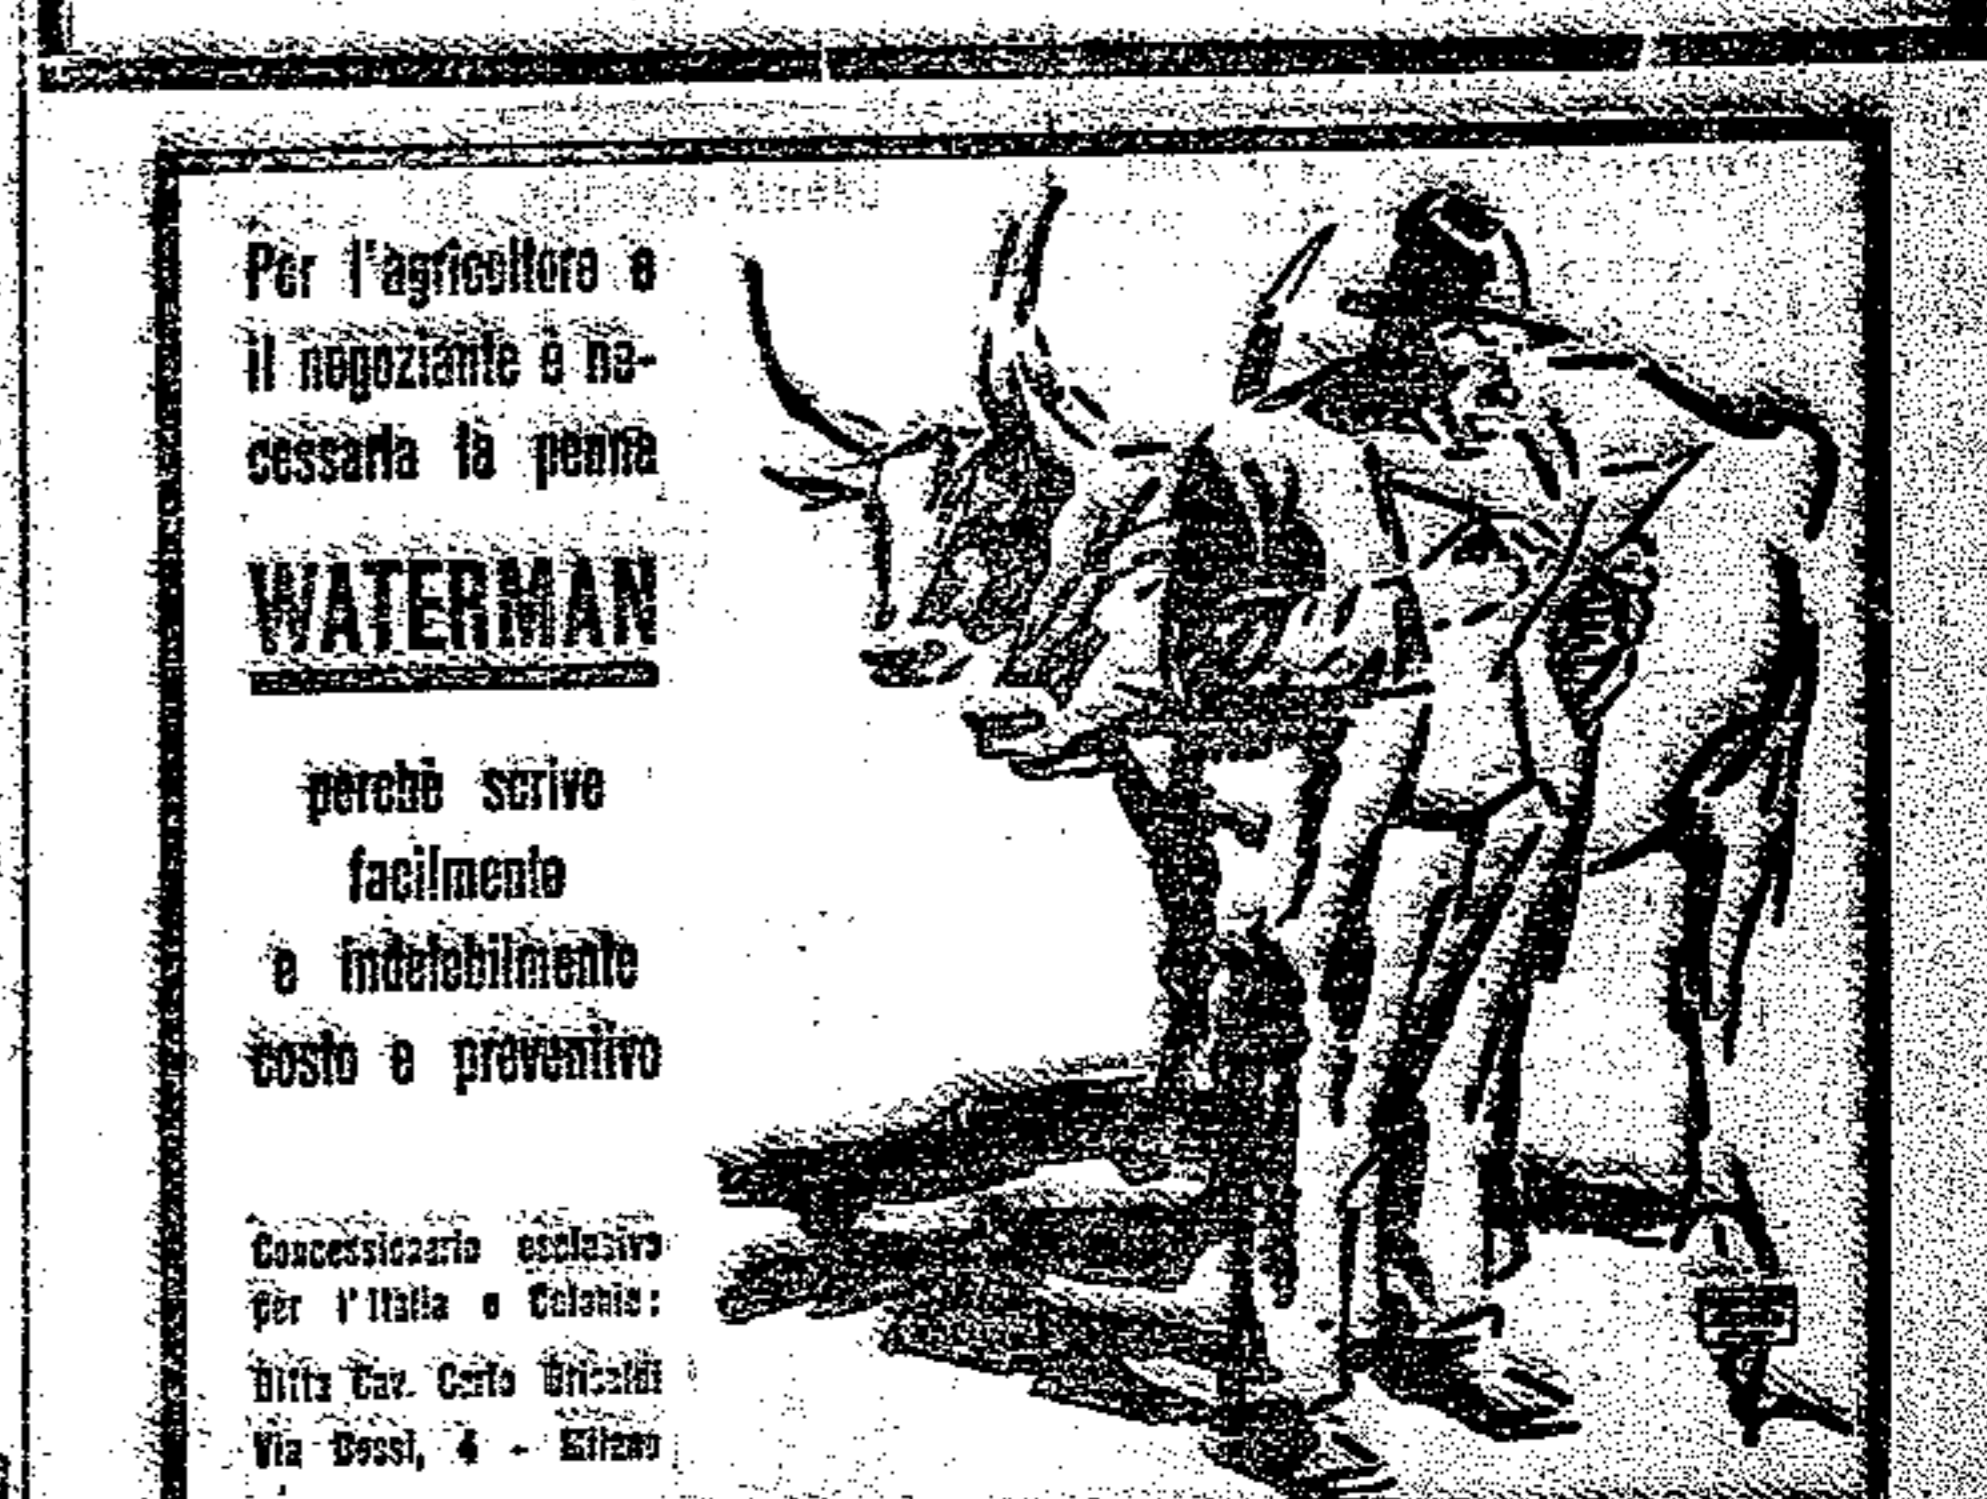 Per l'agricoltore e
il negoziante è ne-
cessaria la penna
WATERMAN
perchè scrive
facilmente
e indelebilmente
costo e preventivo
Concessionario esclusivo
per l'Italia e Colonie:
Ditta Cav. Carlo
Via Bossi, 4 - Milano